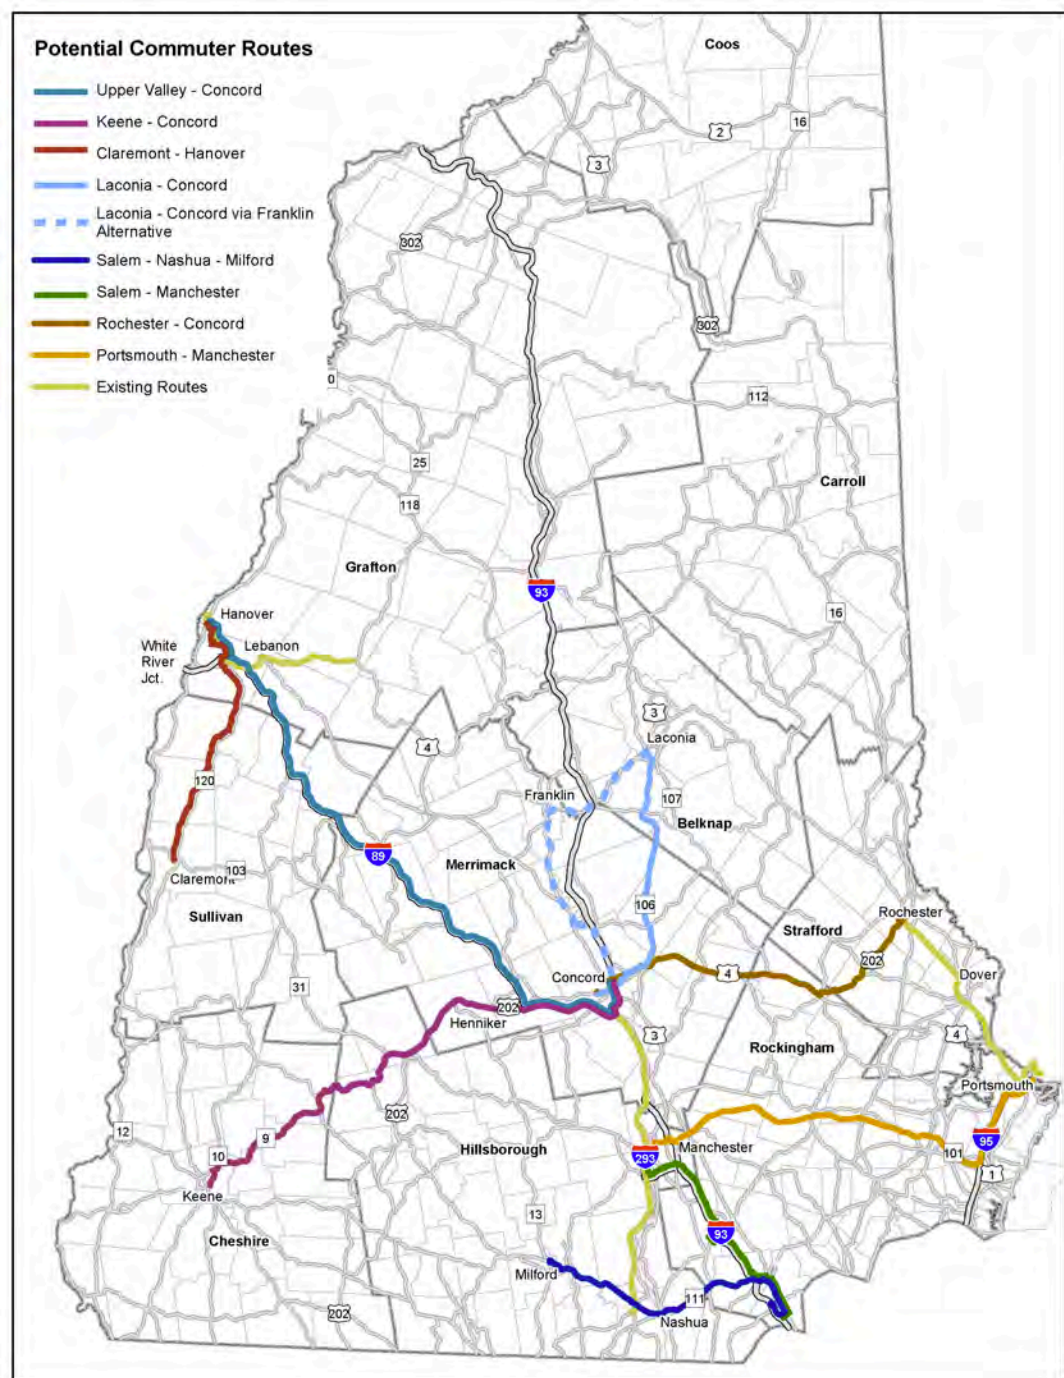 Potential Commuter Routes
Upper Valley - Concord
Keene - Concord
Claremont - Hanover
Laconia - Concord
Laconia - Concord via Franklin
Alternative
Salem - Nashua - Milford
Salem - Manchester
Rochester - Concord
Portsmouth - Manchester
Existing Routes
Coos
16
2
3
302
302
0
112
25
Carroll
118
Grafton
93
16
Hanover
White
River
Jct.
Lebanon
3
Laconia
4
120
Franklin
107
Belknap
89
Merrimack
103
Claremont
Sullivan
106
Rochester
Strafford
202
Dover
Concord
4
31
202
Henniker
3
4
Rockingham
Portsmouth
202
12
9
10
Hillsborough
293
Manchester
95
101
1
Keene
13
93
Cheshire
Milford
111
Nashua
202